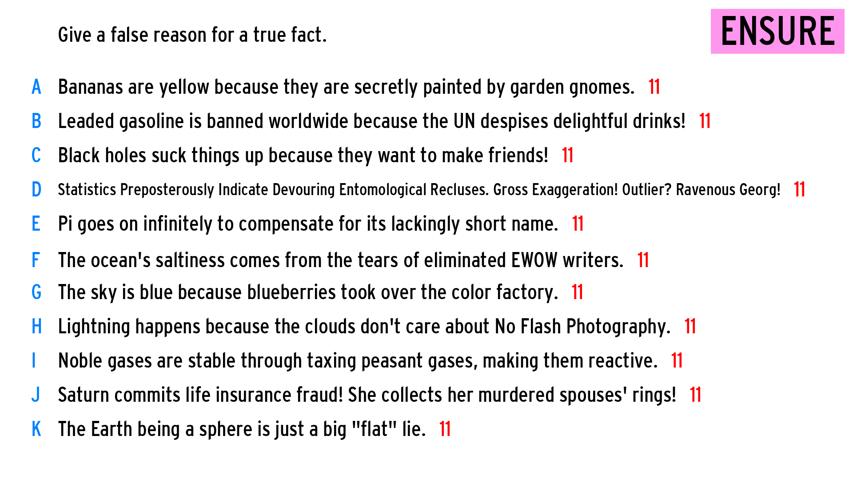 Give a false reason for a true fact.
ENSURE
A Bananas are yellow because they are secretly painted by garden gnomes. 11
B Leaded gasoline is banned worldwide because the UN despises delightful drinks! 11
C Black holes suck things up because they want to make friends! 11
D Statistics Preposterously Indicate Devouring Entomological Recluses. Gross Exaggeration! Outlier? Ravenous Georg! 11
E Pi goes on infinitely to compensate for its lackingly short name. 11
F The ocean's saltiness comes from the tears of eliminated EWOW writers. 11
G The sky is blue because blueberries took over the color factory. 11
H Lightning happens because the clouds don't care about No Flash Photography. 11
I Noble gases are stable through taxing peasant gases, making them reactive. 11
J Saturn commits life insurance fraud! She collects her murdered spouses' rings! 11
K The Earth being a sphere is just a big "flat" lie. 11